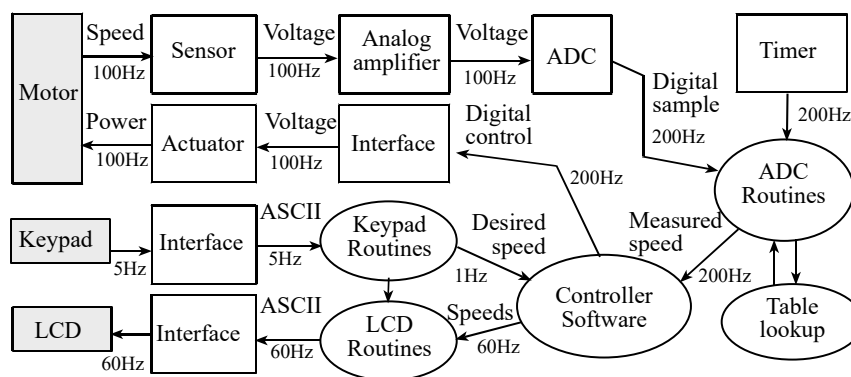 Speed
100Hz
Motor
Sensor
Voltage
100Hz
Analog
amplifier
Voltage
100Hz
ADC
Digital
sample
200Hz
Timer
200Hz
Power
100Hz
Actuator
Voltage
100Hz
Interface
Digital
control
200Hz
ADC
Routines
Keypad
5Hz
Interface
ASCII
5Hz
Keypad
Routines
Desired
speed
1Hz
Measured
speed
200Hz
Controller
Software
Table
lookup
LCD
60Hz
Interface
ASCII
60Hz
LCD
Routines
Speeds
60Hz